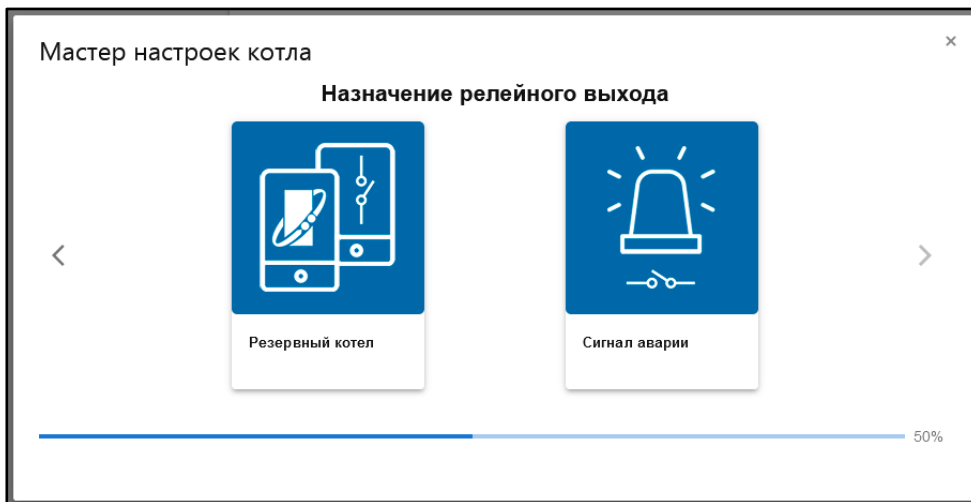 Мастер настроек котла
×
Назначение релейного выхода
Резервный котел
Сигнал аварии
50%